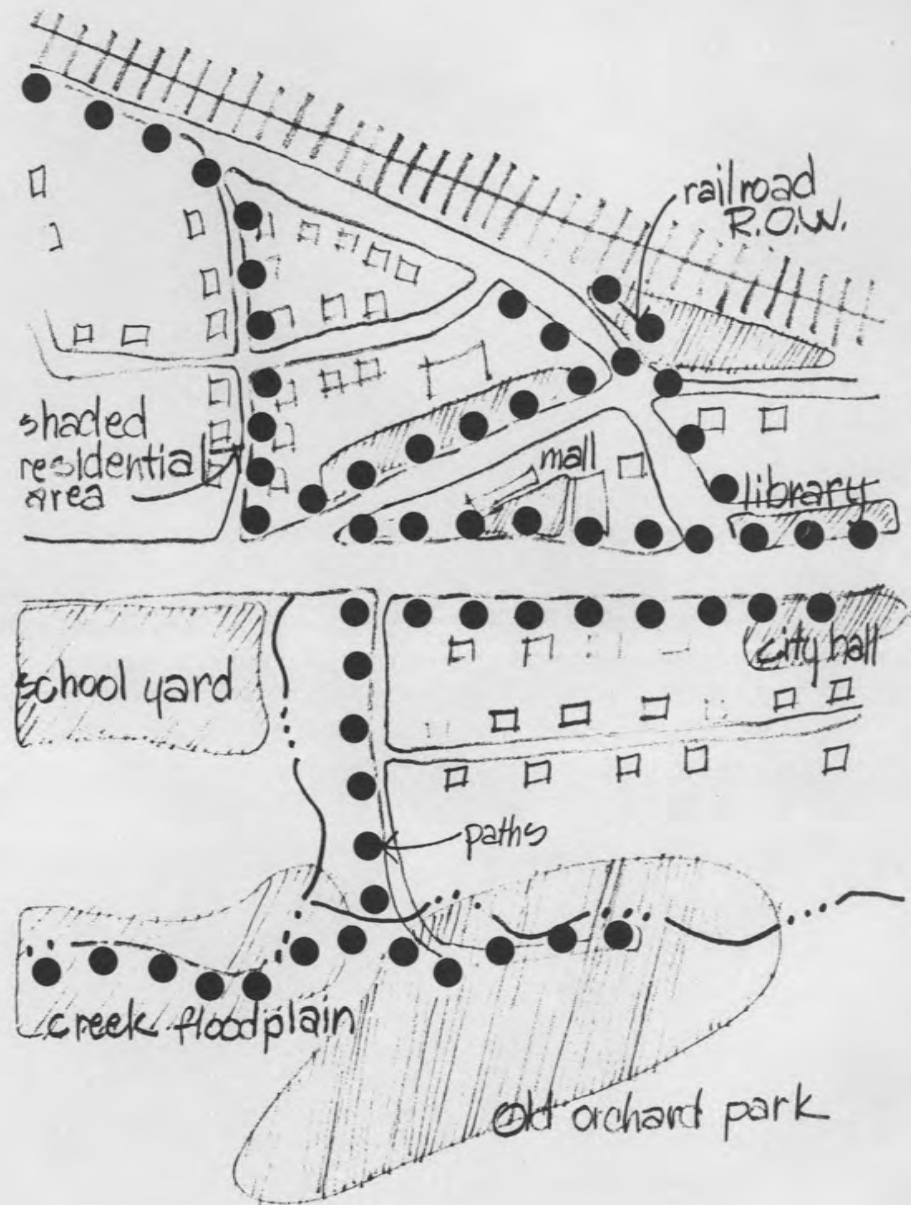 railroad
R.O.W.
shaded
residential
area
mall
library
school yard
city hall
paths
creek floodplain
Old orchard park